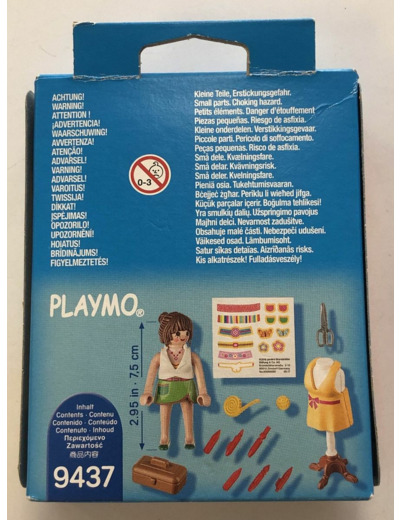 ACHTUNG!
WARNING!
ATTENTION !
¡ADVERTENCIA!
WAARSCHUWING!
AVVERTENZA!
ATENÇÃO!
ADVARSEL!
VARNING!
ADVARSEL!
VAROITUS!
TWISSIJA!
DİKKAT!
ĮSPĖJIMAS!
OPOZORILO!
UPOZORNĚNÍ!
HOIATUS!
BRĪDINĀJUMS!
FIGYELMEZTETÉS!
Kleine Teile, Erstickungsgefahr.
Small parts. Choking hazard.
Petits éléments. Danger d'étouffement
Piezas pequeñas. Riesgo de asfixia.
Kleine onderdelen. Verstikkingsgevaar.
Piccole parti. Pericolo di soffocamento.
Peças pequenas. Risco de asfixia.
Små dele. Kvælningsfare.
Små delar. Kvävningsrisk.
Små deler. Kvelningsfare.
Pieniä osia. Tukehtumisvaaran.
Bċejjeċ żgħar. Periklu li wieħed jifga.
Küçük parçalar içerir. Boğulma tehlikesi!
Yra smulkių dalių. Užspringimo pavojus
Majhni delci. Nevarnost zadušitve.
Obsahuje malé části. Nebezpečí udušení.
Väikesed osad. Lämbumisoht.
Satur sīkas detaļas. Aizrīšanās risks.
Kis alkatrészek! Fulladásveszély!
0-3
PLAYMO®
2.95 in - 7,5 cm
Inhalt
Contents · Contenu
Contenido · Conteúdo
Contenuto · Inhoud
Περιεχόμενο
Zawartość
商品内容
9437